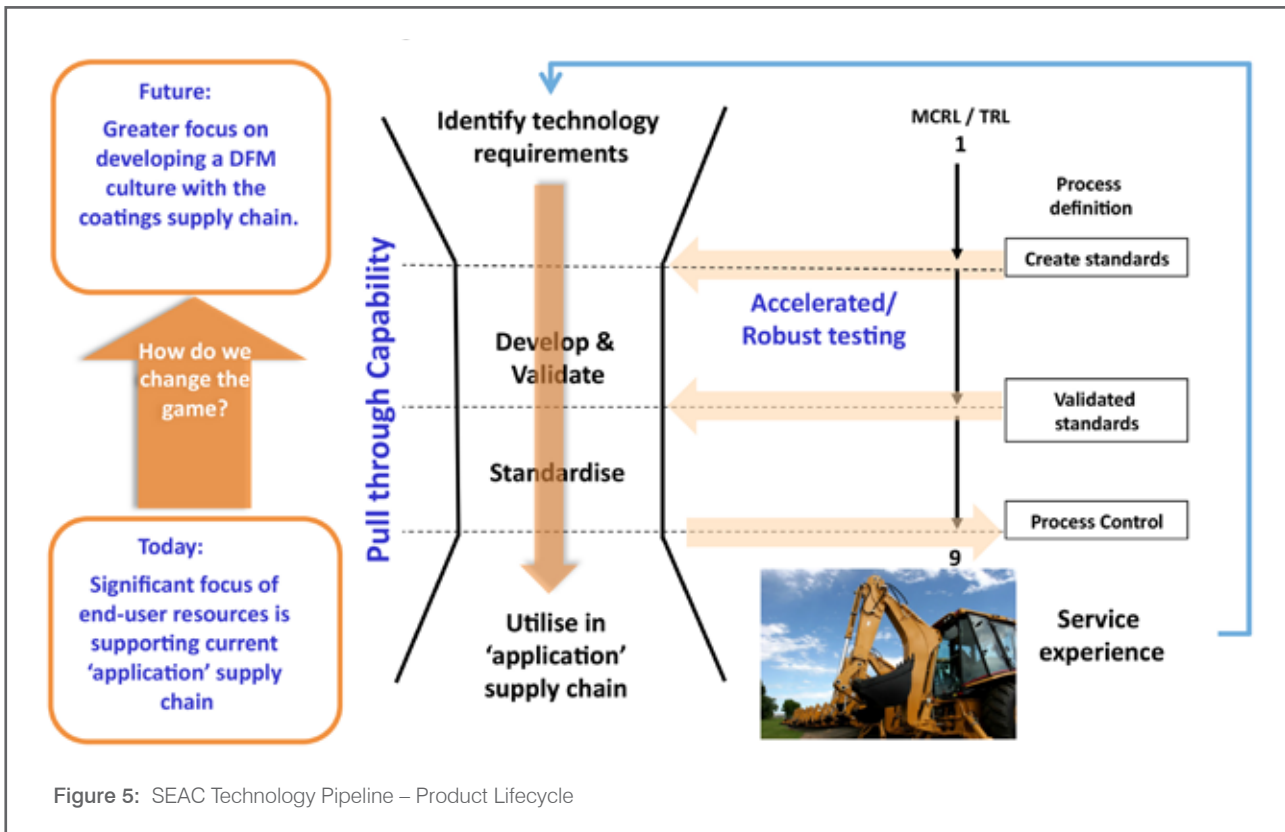 Future:
Greater focus on
developing a DFM
culture with the
coatings supply chain.
How do we
change the
game?
Today:
Significant focus of
end-user resources is
supporting current
‘application’ supply
chain
Pull through Capability
Identify technology
requirements
Develop &
Validate
Standardise
Utilise in
‘application’
supply chain
Accelerated/
Robust testing
MCRL / TRL
1
Process
definition
Create standards
Validated
standards
Process Control
9
Service
experience
Figure 5: SEAC Technology Pipeline – Product Lifecycle